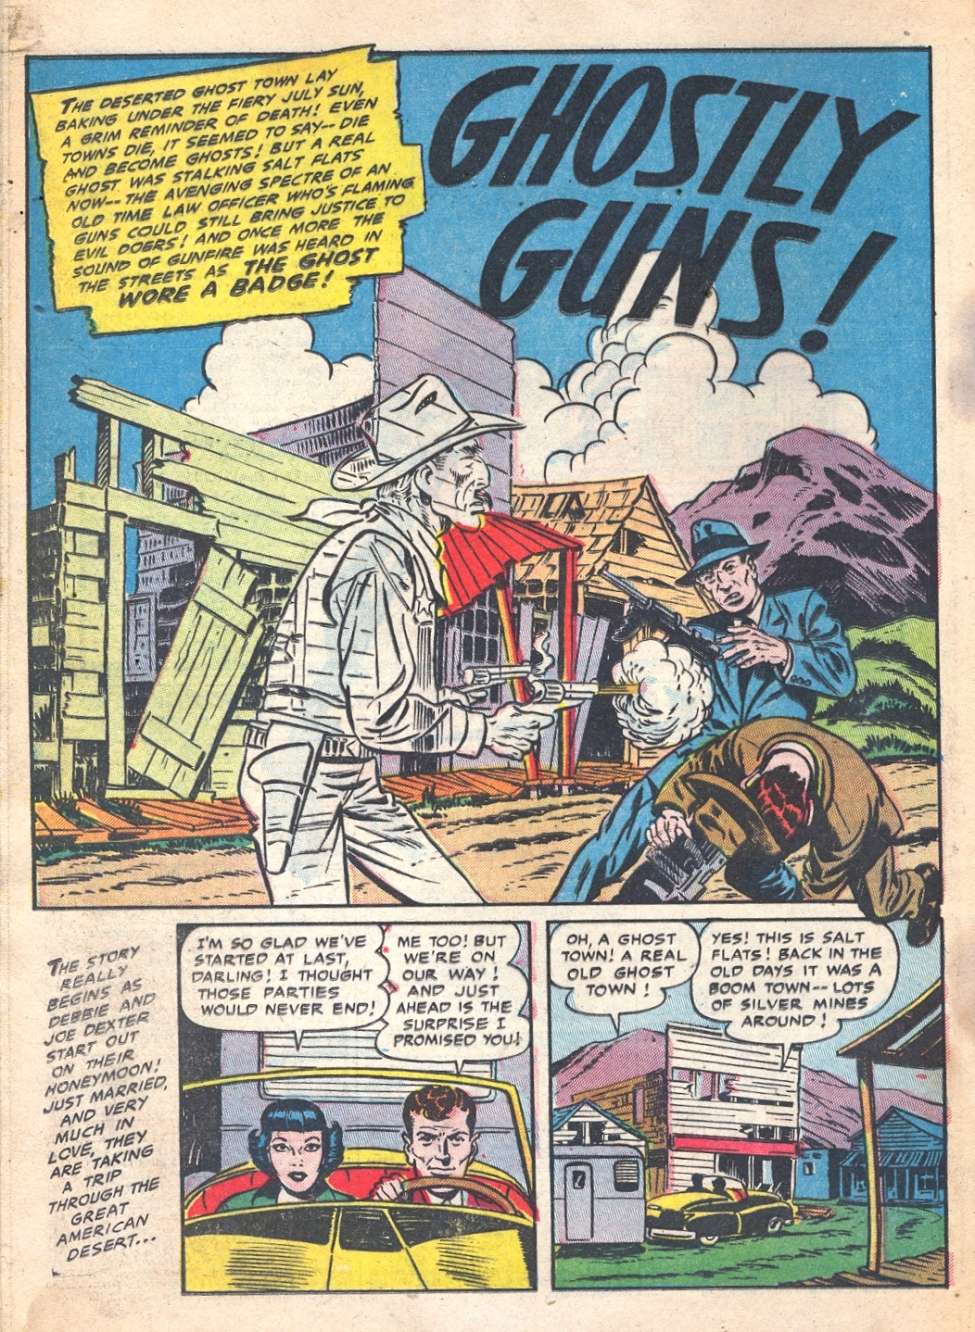 THE DESERTED GHOST TOWN LAY
BAKING UNDER THE FIERY JULY SUN,
A GRIM REMINDER OF DEATH! EVEN
TOWNS DIE, IT SEEMED TO SAY-- DIE
AND BECOME GHOSTS! BUT A REAL
GHOST WAS STALKING SALT FLATS
NOW-- THE AVENGING SPECTRE OF AN
OLD TIME LAW OFFICER WHO'S FLAMING
GUNS COULD STILL BRING JUSTICE TO
EVIL DOERS! AND ONCE MORE THE
SOUND OF GUNFIRE WAS HEARD IN
THE STREETS AS THE GHOST
WORE A BADGE!
GHOSTLY
GUNS!
THE STORY
REALLY
BEGINS AS
DEBBIE AND
JOE DEXTER
START OUT
ON THEIR
HONEYMOON!
JUST MARRIED,
AND VERY
MUCH IN
LOVE, THEY
ARE TAKING
A TRIP
THROUGH THE
GREAT
AMERICAN
DESERT...
I'M SO GLAD WE'VE
STARTED AT LAST,
DARLING! I THOUGHT
THOSE PARTIES
WOULD NEVER END!
ME TOO! BUT
WE'RE ON
OUR WAY!
AND JUST
AHEAD IS THE
SURPRISE I
PROMISED YOU!
OH, A GHOST
TOWN! A REAL
OLD GHOST
TOWN!
YES! THIS IS SALT
FLATS! BACK IN THE
OLD DAYS IT WAS A
BOOM TOWN-- LOTS
OF SILVER MINES
AROUND!